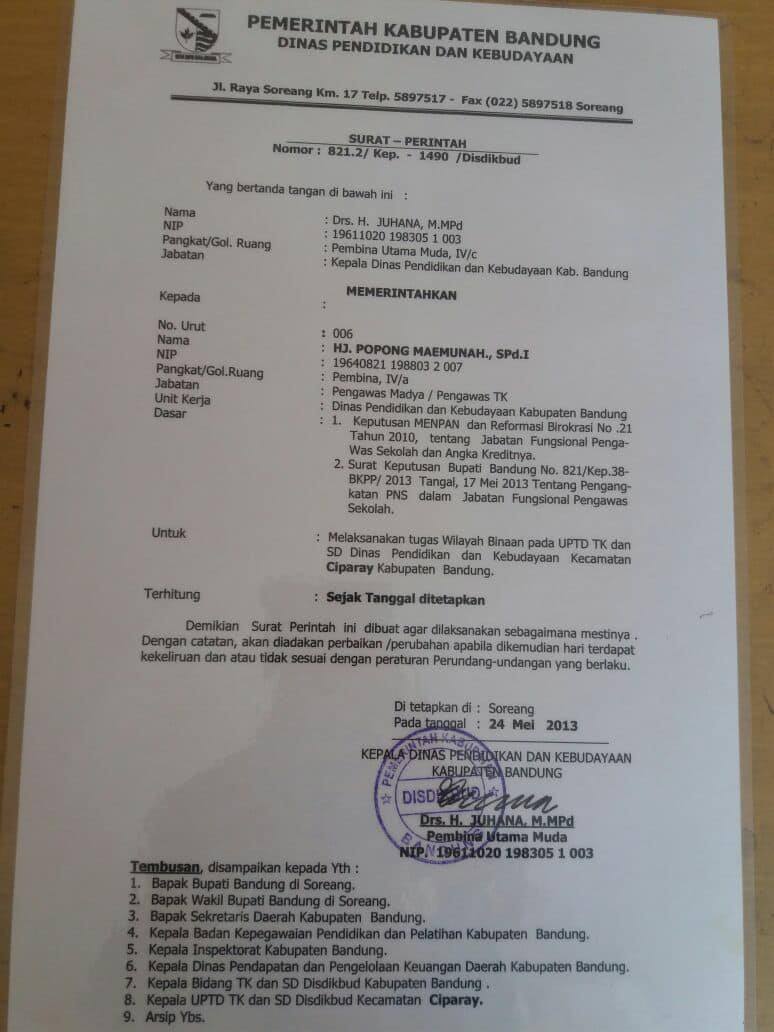 PEMERINTAH KABUPATEN BANDUNG
DINAS PENDIDIKAN DAN KEBUDAYAAN
Jl. Raya Soreang Km. 17 Telp. 5897517 - Fax (022) 5897518 Soreang
SURAT – PERINTAH
Nomor : 821.2/ Kep. - 1490 /Disdikbud
Yang bertanda tangan di bawah ini :
Nama : Drs. H. JUHANA, M.MPd
NIP : 19611020 198305 1 003
Pangkat/Gol. Ruang : Pembina Utama Muda, IV/c
Jabatan : Kepala Dinas Pendidikan dan Kebudayaan Kab. Bandung
MEMERINTAHKAN
Kepada :
No. Urut : 006
Nama : HJ. POPONG MAEMUNAH., SPd.I
NIP : 19640821 198803 2 007
Pangkat/Gol.Ruang : Pembina, IV/a
Jabatan : Pengawas Madya / Pengawas TK
Unit Kerja : Dinas Pendidikan dan Kebudayaan Kabupaten Bandung
Dasar : 1. Keputusan MENPAN dan Reformasi Birokrasi No .21
Tahun 2010, tentang Jabatan Fungsional Penga-
Was Sekolah dan Angka Kreditnya.
2. Surat Keputusan Bupati Bandung No. 821/Kep.38-
BKPP/ 2013 Tangal, 17 Mei 2013 Tentang Pengang-
katan PNS dalam Jabatan Fungsional Pengawas
Sekolah.
Untuk : Melaksanakan tugas Wilayah Binaan pada UPTD TK dan
SD Dinas Pendidikan dan Kebudayaan Kecamatan
Ciparay Kabupaten Bandung.
Terhitung : Sejak Tanggal ditetapkan
Demikian Surat Perintah ini dibuat agar dilaksanakan sebagaimana mestinya .
Dengan catatan, akan diadakan perbaikan /perubahan apabila dikemudian hari terdapat
kekeliruan dan atau tidak sesuai dengan peraturan Perundang-undangan yang berlaku.
Di tetapkan di : Soreang
Pada tanggal : 24 Mei 2013
KEPALA DINAS PENDIDIKAN DAN KEBUDAYAAN
KABUPATEN BANDUNG
PEMERINTAH KABUPATEN
DISDIKBUD
BANDUNG
Drs. H. JUHANA, M.MPd
Pembina Utama Muda
NIP. 19611020 198305 1 003
Tembusan, disampaikan kepada Yth :
1. Bapak Bupati Bandung di Soreang.
2. Bapak Wakil Bupati Bandung di Soreang.
3. Bapak Sekretaris Daerah Kabupaten Bandung.
4. Kepala Badan Kepegawaian Pendidikan dan Pelatihan Kabupaten Bandung.
5. Kepala Inspektorat Kabupaten Bandung.
6. Kepala Dinas Pendapatan dan Pengelolaan Keuangan Daerah Kabupaten Bandung.
7. Kepala Bidang TK dan SD Disdikbud Kabupaten Bandung .
8. Kepala UPTD TK dan SD Disdikbud Kecamatan Ciparay.
9. Arsip Ybs.